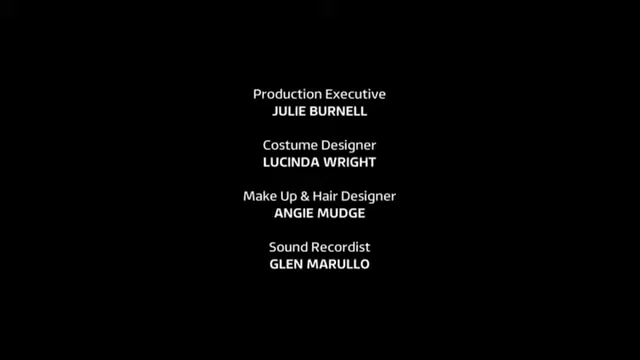 Production Executive
JULIE BURNELL
Costume Designer
LUCINDA WRIGHT
Make Up & Hair Designer
ANGIE MUDGE
Sound Recordist
GLEN MARULLO